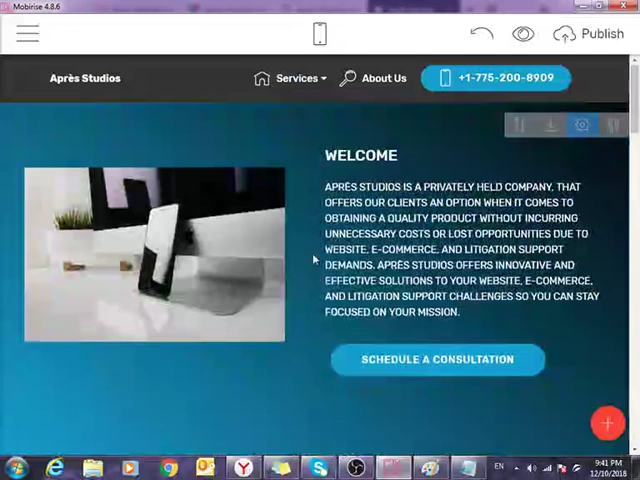 Mobirise 4.8.6
Publish
Après Studios
Services
About Us
+1-775-200-8909
WELCOME
APRÈS STUDIOS IS A PRIVATELY HELD COMPANY, THAT
OFFERS OUR CLIENTS AN OPTION WHEN IT COMES TO
OBTAINING A QUALITY PRODUCT WITHOUT INCURRING
UNNECESSARY COSTS OR LOST OPPORTUNITIES DUE TO
WEBSITE, E-COMMERCE, AND LITIGATION SUPPORT
DEMANDS. APRÈS STUDIOS OFFERS INNOVATIVE AND
EFFECTIVE SOLUTIONS TO YOUR WEBSITE, E-COMMERCE,
AND LITIGATION SUPPORT CHALLENGES SO YOU CAN STAY
FOCUSED ON YOUR MISSION.
SCHEDULE A CONSULTATION
EN
9:41 PM
12/10/2018